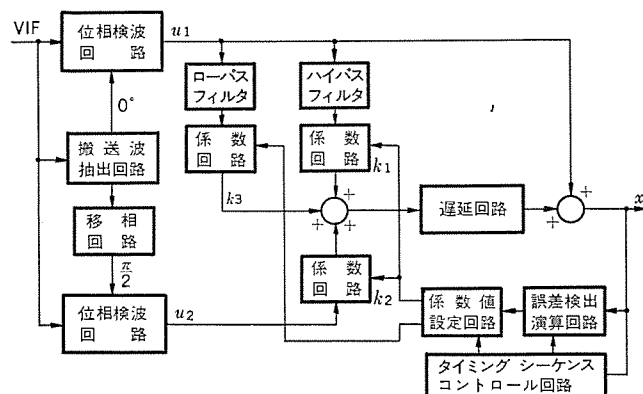 VIF
位相検波
回路
u1
ローパス
フィルタ
ハイパス
フィルタ
0°
搬送波
抽出回路
係数
回路
係数
回路
k1
k3
+
+
+
遅延回路
+
+
x
移相
回路
π/2
係数
回路
k2
位相検波
回路
u2
係数値
設定回路
誤差検出
演算回路
タイミング シーケンス
コントロール回路